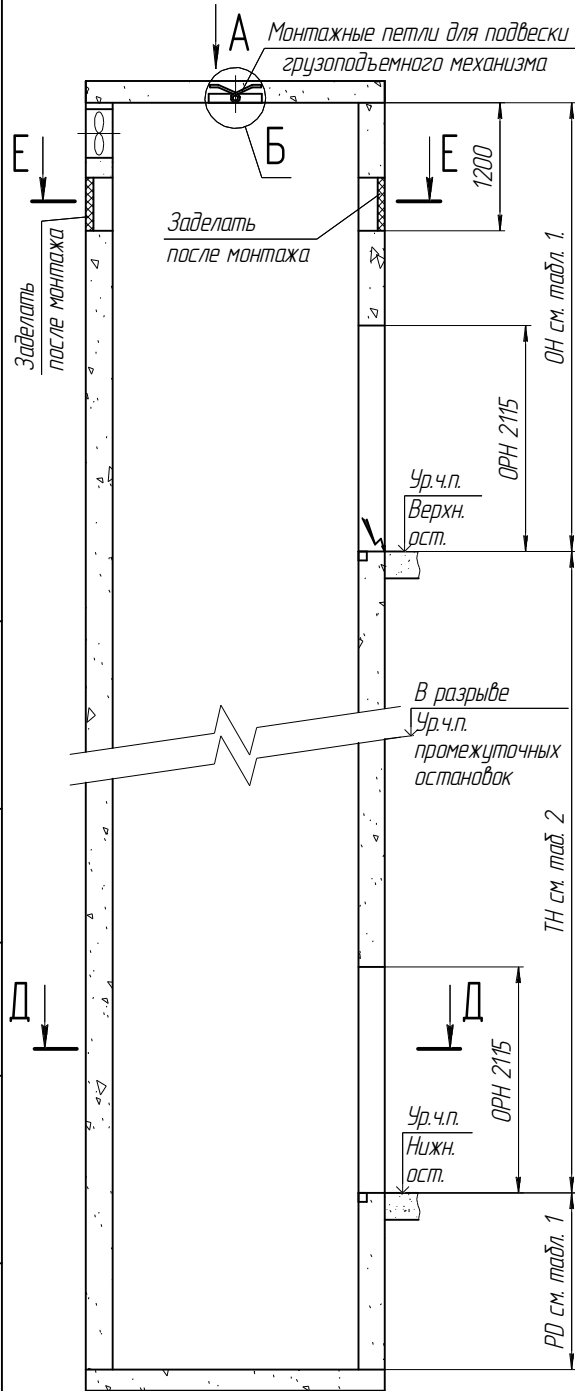 А
Монтажные петли для подвески
грузоподъемного механизма
Б
Е
Е
1200
Заделать
после монтажа
Заделать
после монтажа
ОН см. табл. 1.
ОРН 2115
Ур.ч.п.
Верхн.
ост.
В разрыве
Ур.ч.п.
промежуточных
остановок
ТН см. таб. 2
Д
Д
ОРН 2115
Ур.ч.п.
Нижн.
ост.
PD см. табл. 1